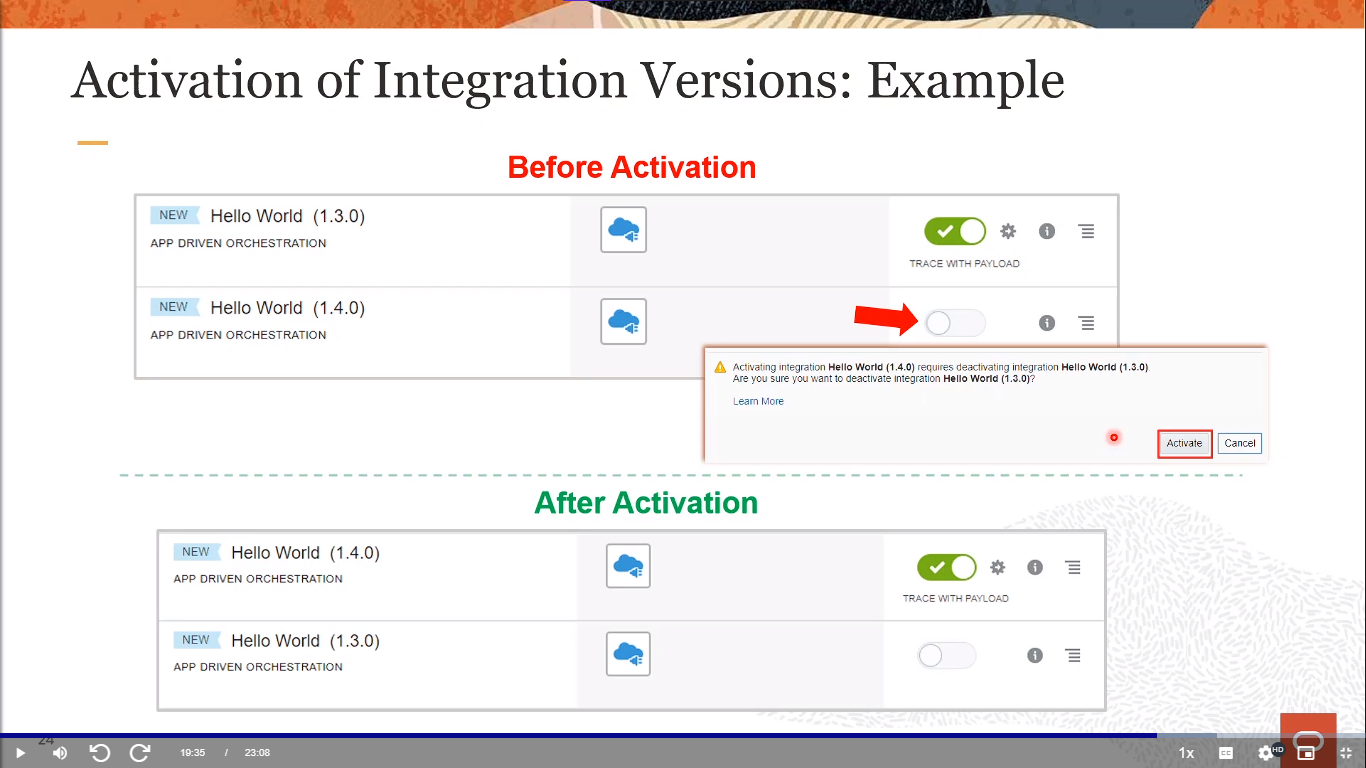 Activation of Integration Versions: Example
Before Activation
NEW Hello World (1.3.0)
APP DRIVEN ORCHESTRATION
TRACE WITH PAYLOAD
NEW Hello World (1.4.0)
APP DRIVEN ORCHESTRATION
Activating integration Hello World (1.4.0) requires deactivating integration Hello World (1.3.0)
Are you sure you want to deactivate integration Hello World (1.3.0)?
Learn More
Activate Cancel
After Activation
NEW Hello World (1.4.0)
APP DRIVEN ORCHESTRATION
TRACE WITH PAYLOAD
NEW Hello World (1.3.0)
APP DRIVEN ORCHESTRATION
24
19:35 / 23:08
1x CC HD